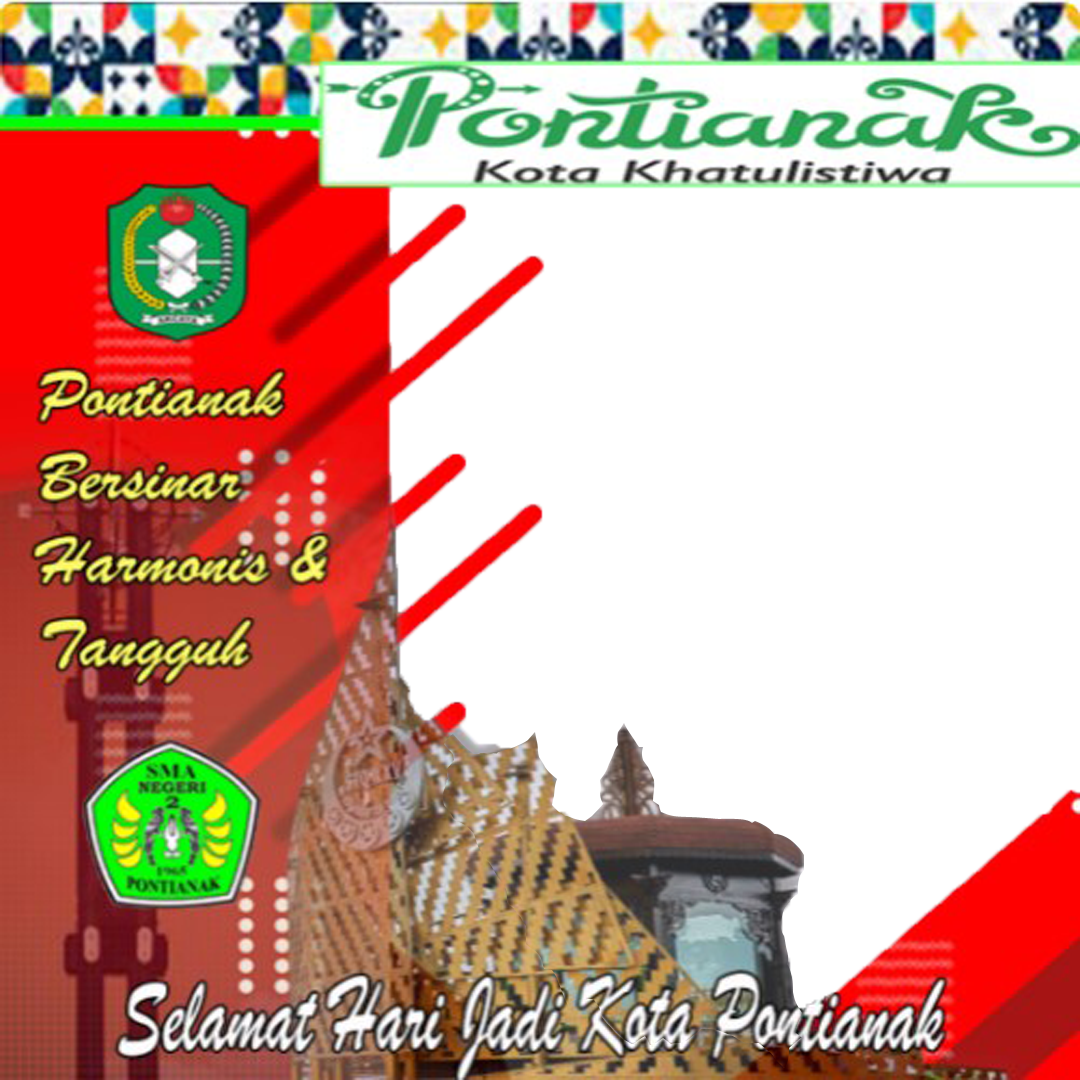 Pontianak
Kota Khatulistiwa
Pontianak
Bersinar
Harmonis &
Tangguh
SMA
NEGERI
2
1965
PONTIANAK
Selamat Hari Jadi Kota Pontianak